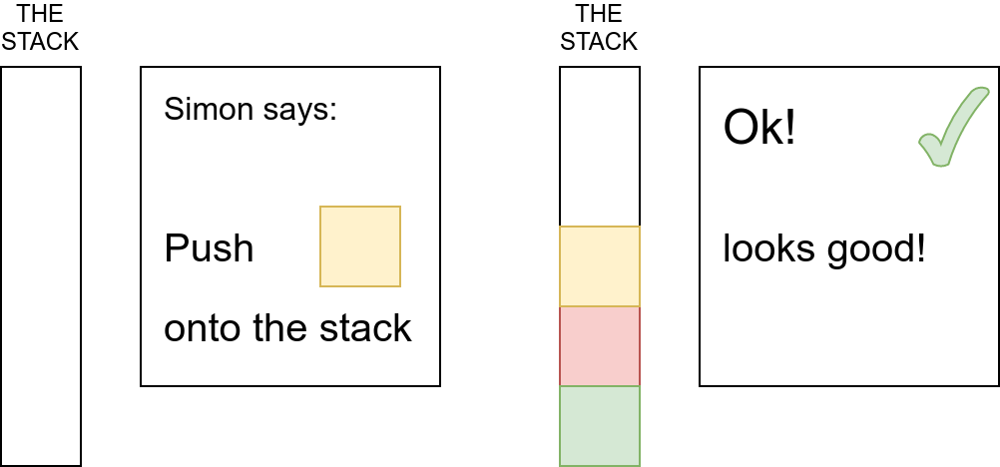 THE
STACK
Simon says:
Push
onto the stack
THE
STACK
Ok!
looks good!